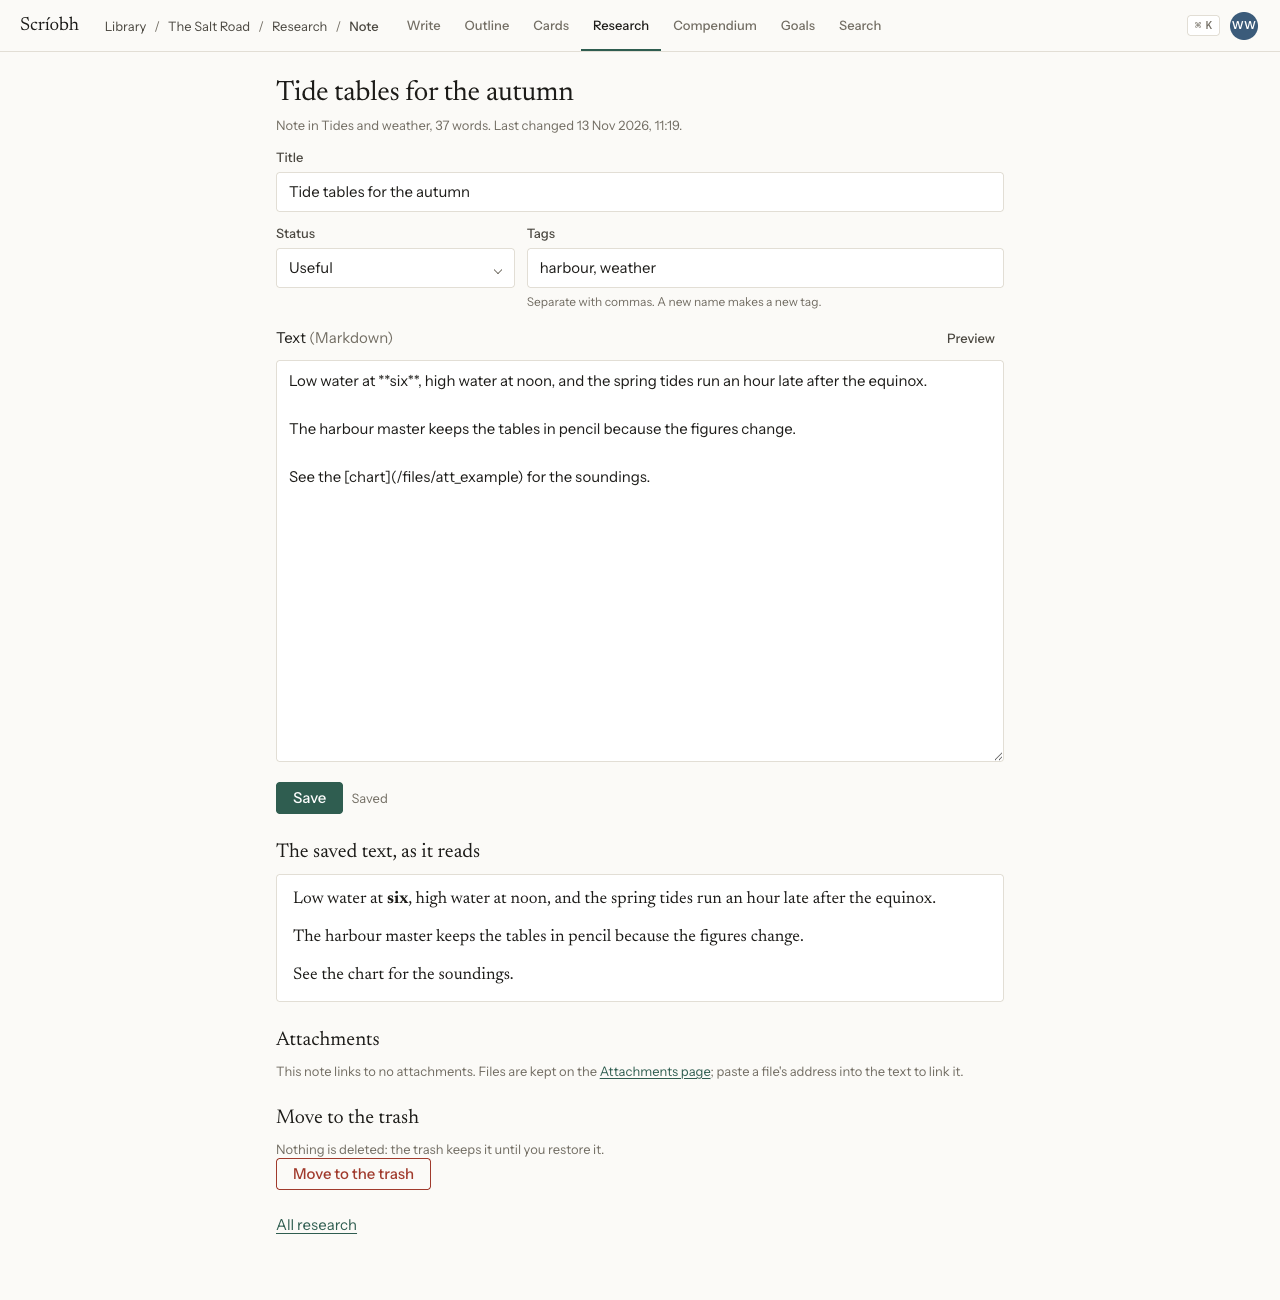 Scríobh
Library / The Salt Road / Research / Note
Write Outline Cards Research Compendium Goals Search
⌘ K
WW
Tide tables for the autumn
Note in Tides and weather, 37 words. Last changed 13 Nov 2026, 11:19.
Title
Tide tables for the autumn
Status
Useful
Tags
harbour, weather
Separate with commas. A new name makes a new tag.
Text (Markdown)
Preview
Low water at **six**, high water at noon, and the spring tides run an hour late after the equinox.
The harbour master keeps the tables in pencil because the figures change.
See the [chart](/files/att_example) for the soundings.
Save Saved
The saved text, as it reads
Low water at six, high water at noon, and the spring tides run an hour late after the equinox.
The harbour master keeps the tables in pencil because the figures change.
See the chart for the soundings.
Attachments
This note links to no attachments. Files are kept on the Attachments page; paste a file's address into the text to link it.
Move to the trash
Nothing is deleted: the trash keeps it until you restore it.
Move to the trash
All research